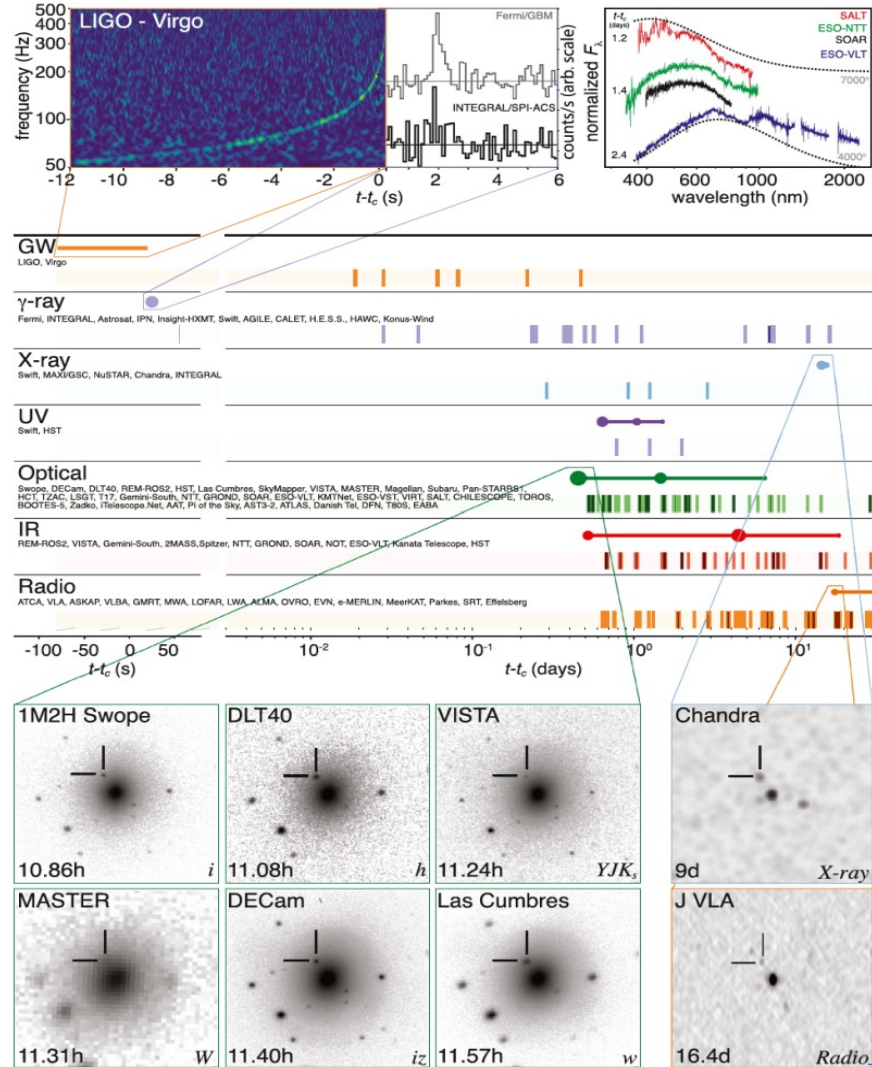 LIGO - Virgo
500
400
300
200
100
50
frequency (Hz)
-12 -10 -8 -6 -4 -2 0 2 4 6
t-tc (s)
Fermi/GBM
INTEGRAL/SPI-ACS
counts/s (arb. scale)
normalized Fλ
t-tc
(days)
1.2
1.4
2.4
SALT
ESO-NTT
SOAR
ESO-VLT
7000°
4000°
400 600 1000 2000
wavelength (nm)
GW
LIGO, Virgo
γ-ray
Fermi, INTEGRAL, Astrosat, IPN, Insight-HXMT, Swift, AGILE, CALET, H.E.S.S., HAWC, Konus-Wind
X-ray
Swift, MAXI/GSC, NuSTAR, Chandra, INTEGRAL
UV
Swift, HST
Optical
Swope, DECam, DLT40, REM-ROS2, HST, Las Cumbres, SkyMapper, VISTA, MASTER, Magellan, Subaru, Pan-STARRS1,
HCT, TZAC, LSGT, T17, Gemini-South, NTT, GROND, SOAR, ESO-VLT, KMTNet, ESO-VST, VIRT, SALT, CHILESCOPE, TOROS,
BOOTES-5, Zadko, iTelescope.Net, AAT, Pi of the Sky, AST3-2, ATLAS, Danish Tel, DFN, T80S, EABA
IR
REM-ROS2, VISTA, Gemini-South, 2MASS,Spitzer, NTT, GROND, SOAR, NOT, ESO-VLT, Kanata Telescope, HST
Radio
ATCA, VLA, ASKAP, VLBA, GMRT, MWA, LOFAR, LWA, ALMA, OVRO, EVN, e-MERLIN, MeerKAT, Parkes, SRT, Effelsberg
-100 -50 0 50 10⁻² 10⁻¹ 10⁰ 10¹
t-tc (s) t-tc (days)
1M2H Swope
10.86h i
DLT40
11.08h h
VISTA
11.24h YJKs
Chandra
9d X-ray
MASTER
11.31h W
DECam
11.40h iz
Las Cumbres
11.57h w
J VLA
16.4d Radio